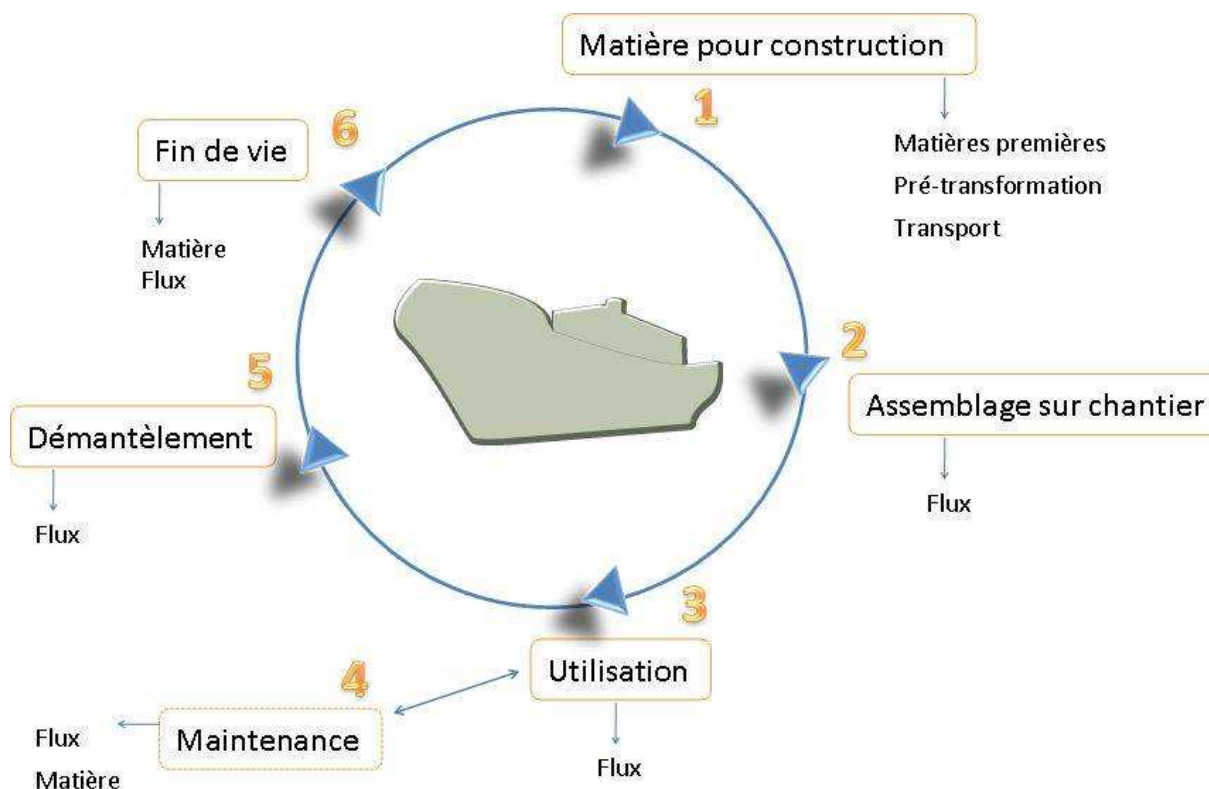 Matière pour construction
1
Matières premières
Pré-transformation
Transport
2
Assemblage sur chantier
Flux
3
Utilisation
Flux
4
Maintenance
Flux
Matière
5
Démantèlement
Flux
6
Fin de vie
Matière
Flux